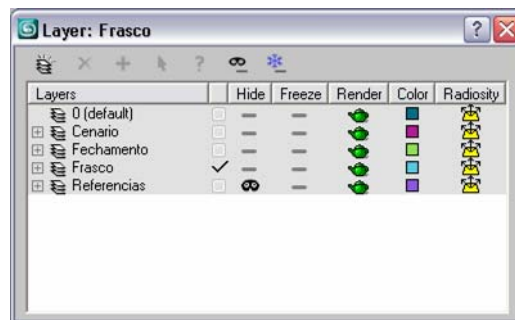 Layer: Frasco
Layers Hide Freeze Render Color Radiosity
0 (default)
Cenario
Fechamento
Frasco
Referencias